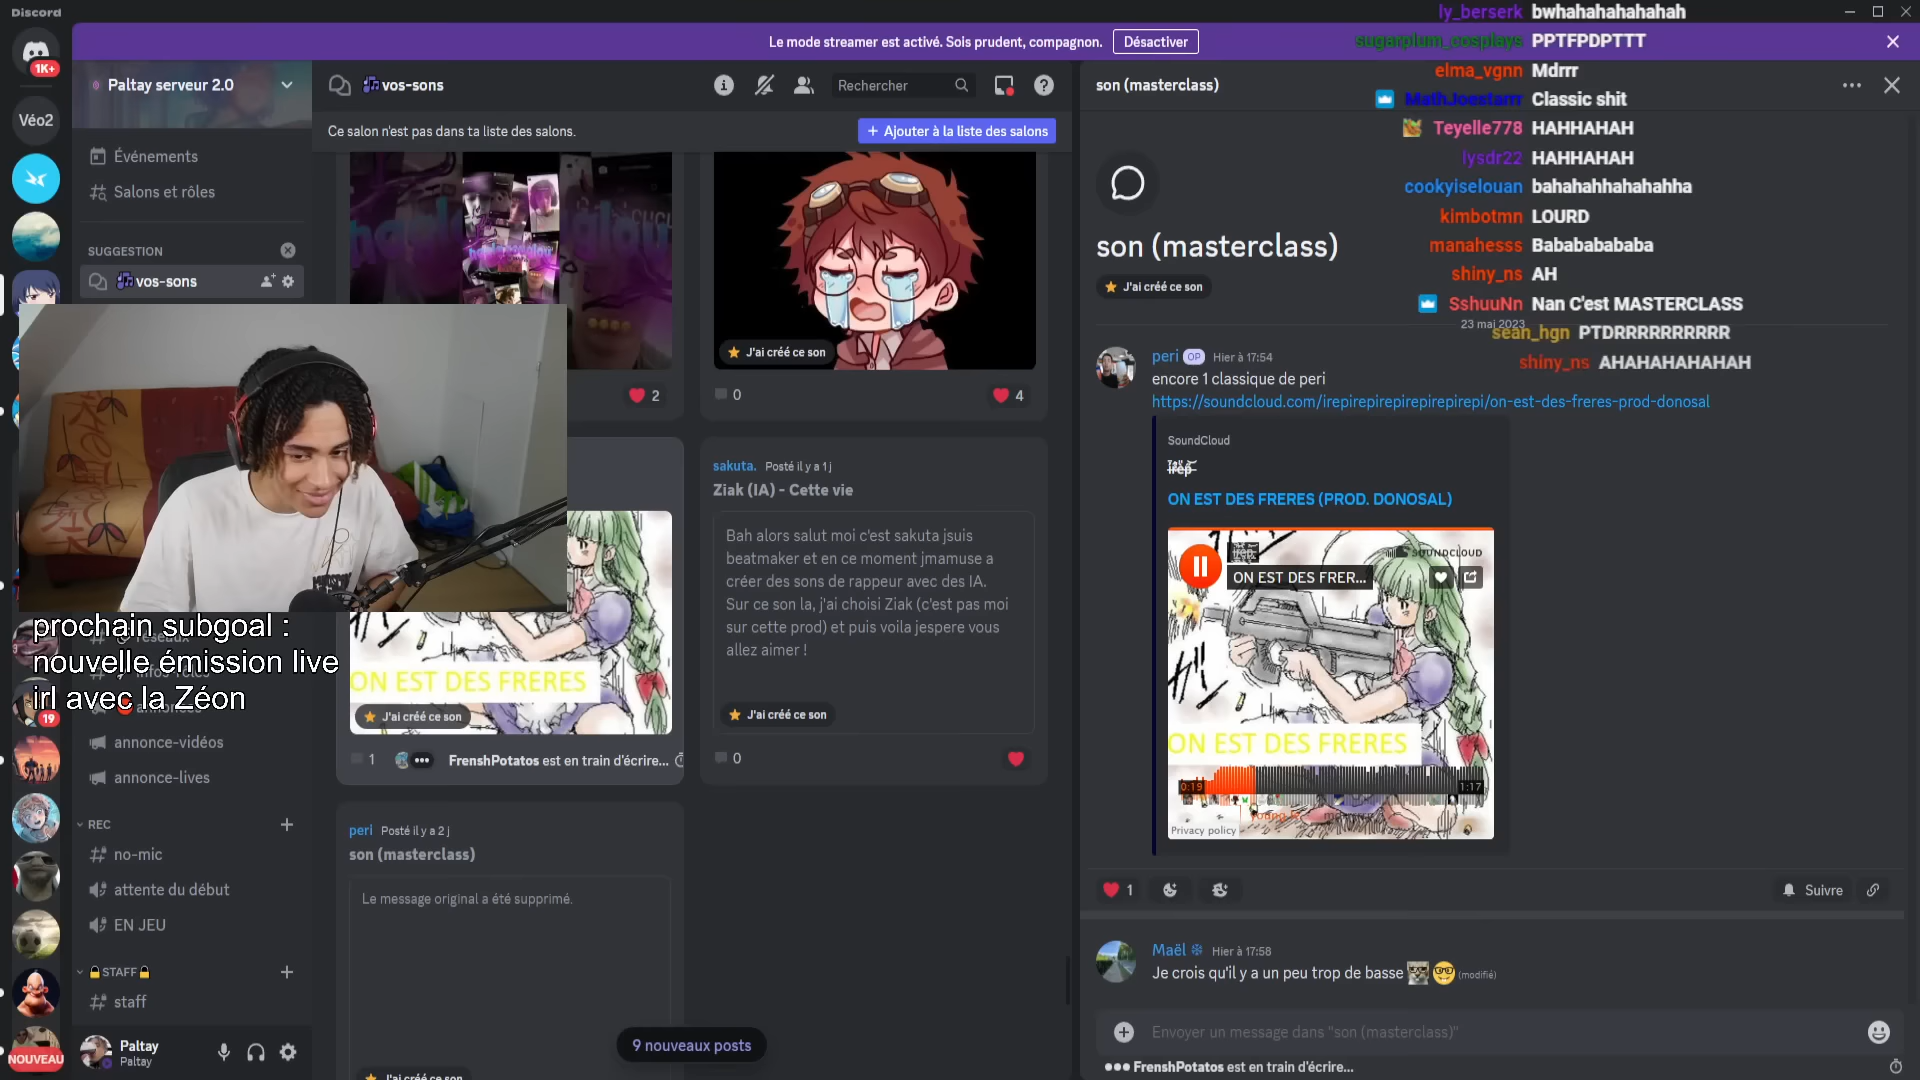 Discord
Le mode streamer est activé. Sois prudent, compagnon.
Désactiver
1K+
Paltay serveur 2.0
Véo2
Événements
Salons et rôles
SUGGESTION
vos-sons
prochain subgoal :
nouvelle émission live
irl avec la Zéon
19
annonce-vidéos
annonce-lives
REC
no-mic
attente du début
EN JEU
STAFF
staff
NOUVEAU
Paltay
Paltay
vos-sons
Rechercher
Ce salon n'est pas dans ta liste des salons.
+ Ajouter à la liste des salons
2
J'ai créé ce son
0
4
ON EST DES FRERES
J'ai créé ce son
1
FrenshPotatos est en train d'écrire...
sakuta. Posté il y a 1 j
Ziak (IA) - Cette vie
Bah alors salut moi c'est sakuta jsuis
beatmaker et en ce moment jmamuse a
créer des sons de rappeur avec des IA.
Sur ce son la, j'ai choisi Ziak (c'est pas moi
sur cette prod) et puis voila jespere vous
allez aimer !
J'ai créé ce son
0
peri Posté il y a 2 j
son (masterclass)
Le message original a été supprimé.
9 nouveaux posts
J'ai créé ce son
son (masterclass)
son (masterclass)
J'ai créé ce son
23 mai 2023
peri OP Hier à 17:54
encore 1 classique de peri
https://soundcloud.com/irepirepirepirepirepirepi/on-est-des-freres-prod-donosal
SoundCloud
ON EST DES FRERES (PROD. DONOSAL)
SOUNDCLOUD
ON EST DES FRER...
ON EST DES FRERES
0:19
1:17
Privacy policy
1
Suivre
Maël Hier à 17:58
Je crois qu'il y a un peu trop de basse (modifié)
Envoyer un message dans "son (masterclass)"
FrenshPotatos est en train d'écrire...
ly_berserk bwhahahahahahah
sugarplum_cosplays PPTFPDPTTT
elma_vgnn Mdrrr
MathJoestarrr Classic shit
Teyelle778 HAHHAHAH
lysdr22 HAHHAHAH
cookyiselouan bahahahhahahahha
kimbotmn LOURD
manahesss Babababababa
shiny_ns AH
SshuuNn Nan C'est MASTERCLASS
sean_hgn PTDRRRRRRRRRR
shiny_ns AHAHAHAHAHAH